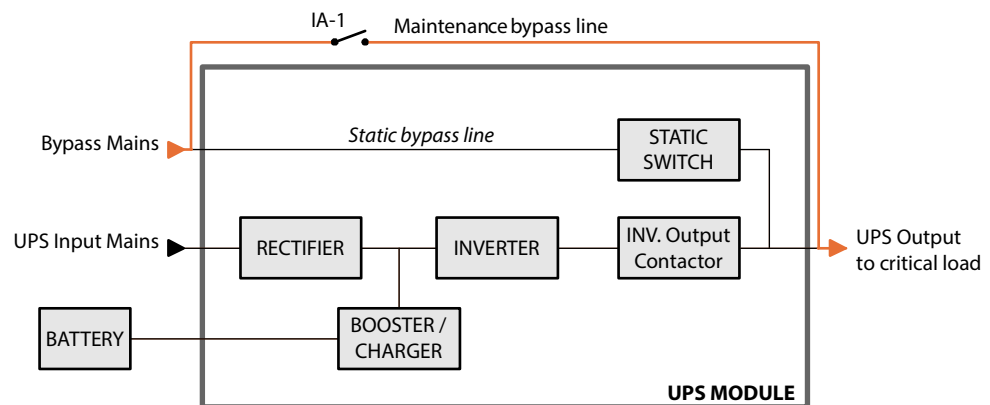 IA-1
Maintenance bypass line
Bypass Mains
Static bypass line
STATIC
SWITCH
UPS Input Mains
RECTIFIER
INVERTER
INV. Output
Contactor
UPS Output
to critical load
BATTERY
BOOSTER /
CHARGER
UPS MODULE